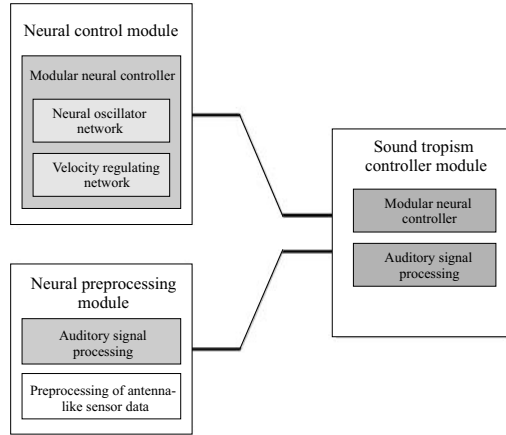 Neural control module
Modular neural controller
Neural oscillator
network
Velocity regulating
network
Neural preprocessing
module
Auditory signal
processing
Preprocessing of antenna-
like sensor data
Sound tropism
controller module
Modular neural
controller
Auditory signal
processing